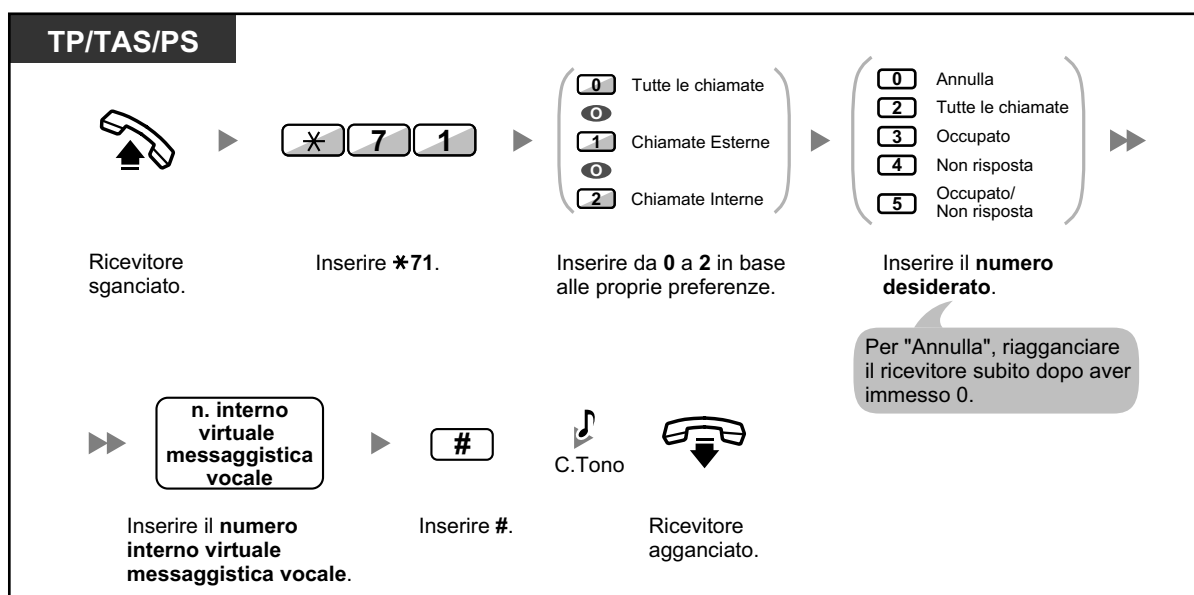 TP/TAS/PS
0 Tutte le chiamate
O
1 Chiamate Esterne
O
2 Chiamate Interne
0 Annulla
2 Tutte le chiamate
3 Occupato
4 Non risposta
5 Occupato/
Non risposta
* 7 1
Ricevitore
sganciato.
Inserire *71.
Inserire da 0 a 2 in base
alle proprie preferenze.
Inserire il numero
desiderato.
Per "Annulla", riagganciare
il ricevitore subito dopo aver
immesso 0.
n. interno
virtuale
messaggistica
vocale
#
C.Tono
Inserire il numero
interno virtuale
messaggistica vocale.
Inserire #.
Ricevitore
agganciato.